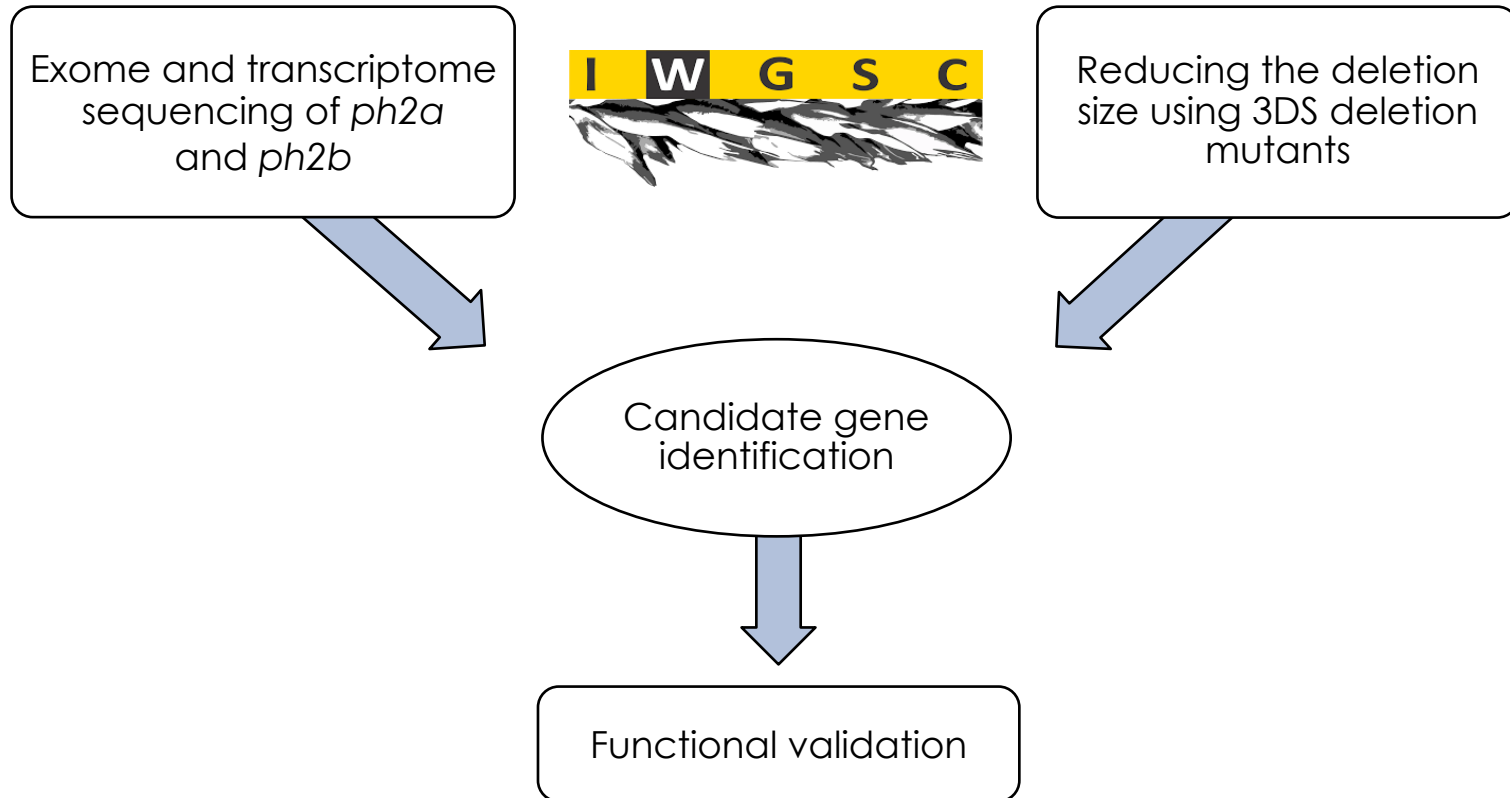 Exome and transcriptome
sequencing of ph2a
and ph2b
I W G S C
Reducing the deletion
size using 3DS deletion
mutants
Candidate gene
identification
Functional validation